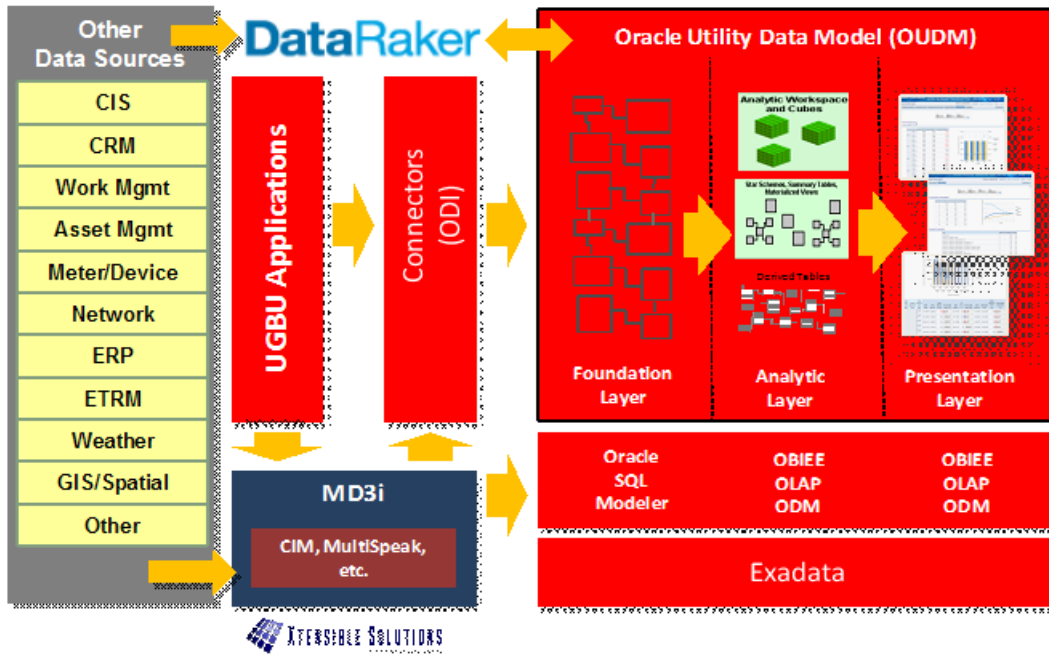 Other
Data Sources
CIS
CRM
Work Mgmt
Asset Mgmt
Meter/Device
Network
ERP
ETRM
Weather
GIS/Spatial
Other
DataRaker
UGBU Applications
Connectors
(ODI)
MD3i
CIM, MultiSpeak,
etc.
XTENSIBLE SOLUTIONS
Oracle Utility Data Model (OUDM)
Analytic Workspace
and Cubes
Star Schemes, Summary Tables,
Materialized Views
Derived Tables
Foundation
Layer
Analytic
Layer
Presentation
Layer
Oracle
SQL
Modeler
OBIEE
OLAP
ODM
OBIEE
OLAP
ODM
Exadata